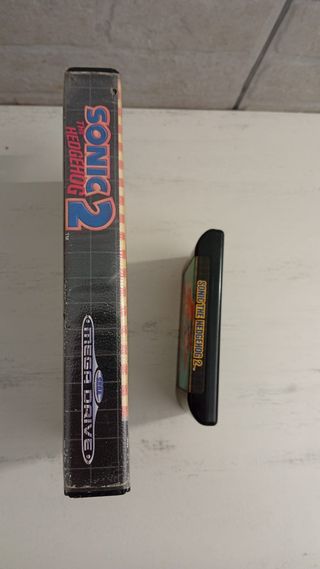 SONIC
THE
HEDGEHOG 2
TM
SEGA
MEGA DRIVE
SONIC THE HEDGEHOG 2